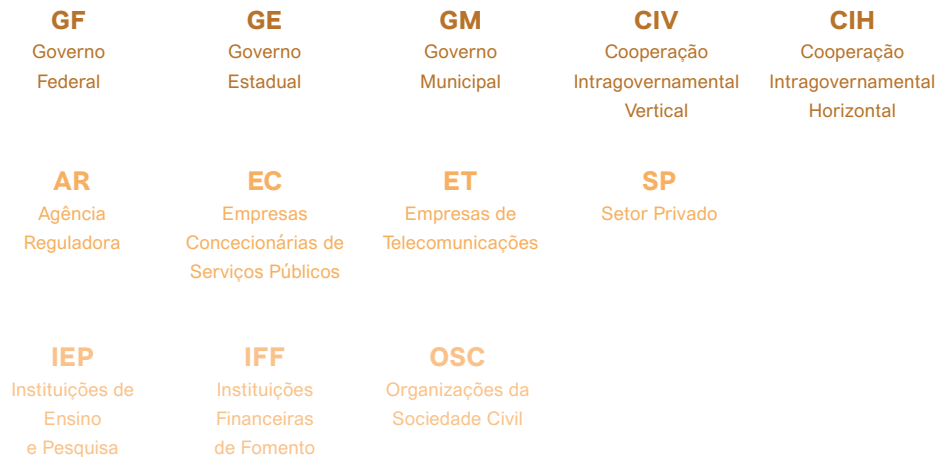 GF
Governo
Federal
GE
Governo
Estadual
GM
Governo
Municipal
CIV
Cooperação
Intragovernamental
Vertical
CIH
Cooperação
Intragovernamental
Horizontal
AR
Agência
Reguladora
EC
Empresas
Concecionárias de
Serviços Públicos
ET
Empresas de
Telecomunicações
SP
Setor Privado
IEP
Instituições de
Ensino
e Pesquisa
IFF
Instituições
Financeiras
de Fomento
OSC
Organizações da
Sociedade Civil